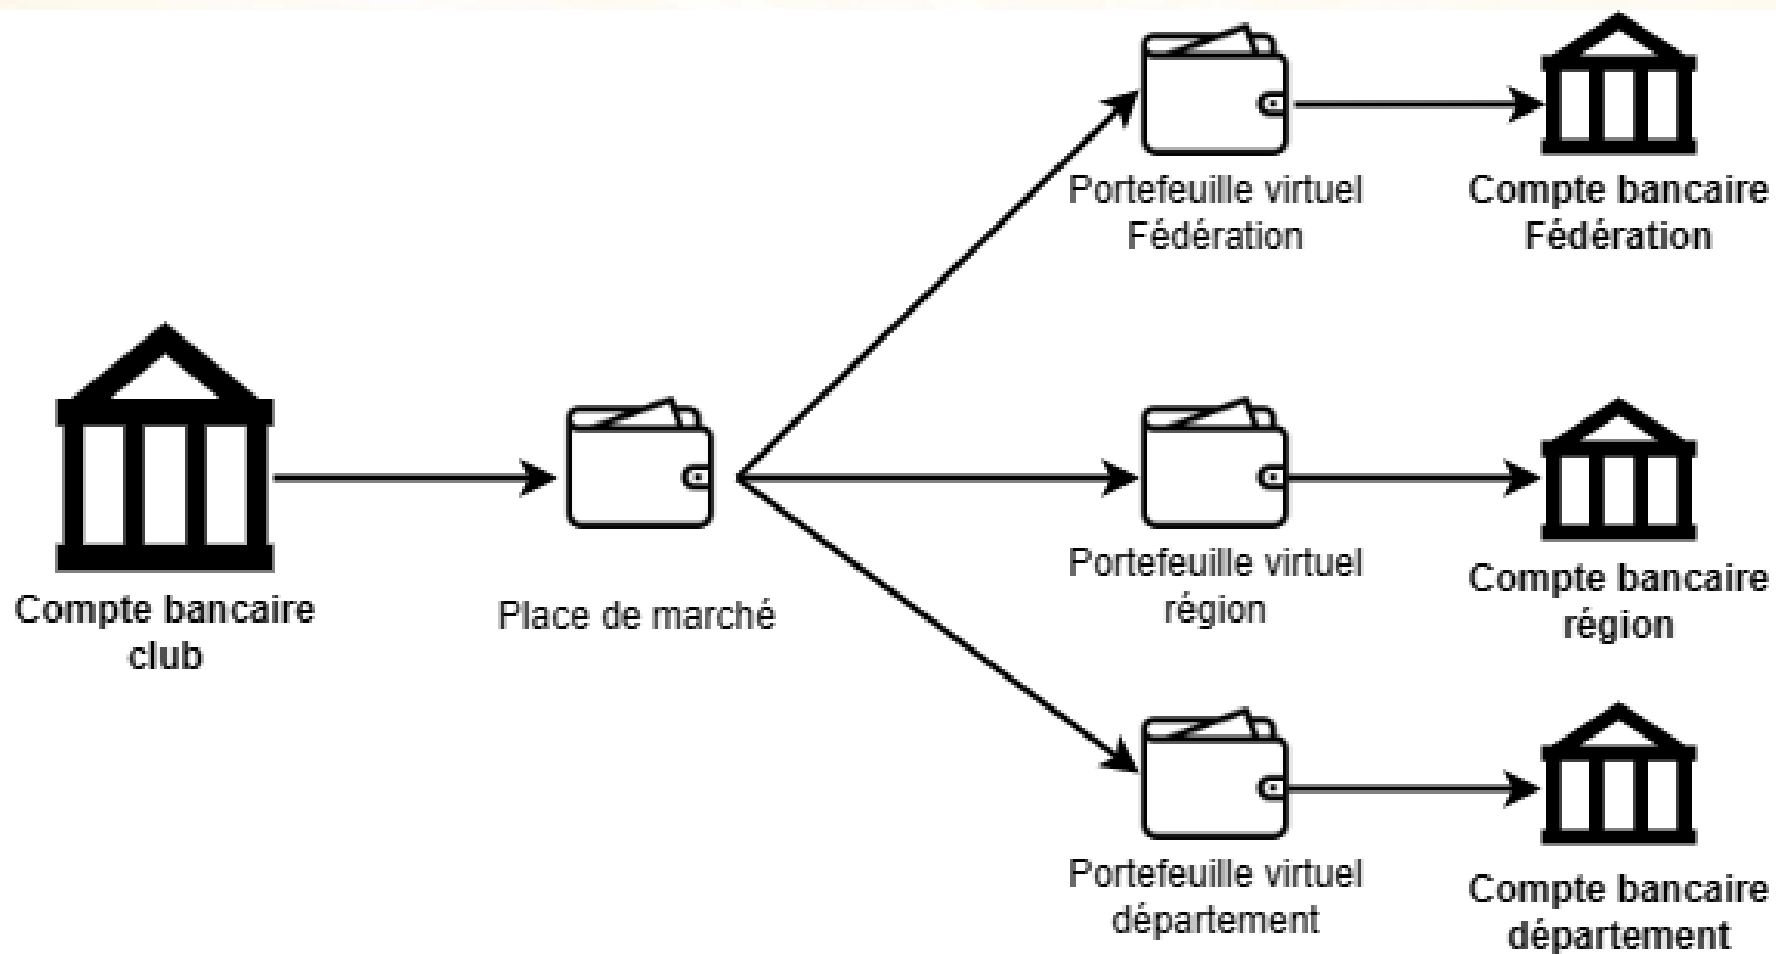 Portefeuille virtuel
Fédération
Compte bancaire
Fédération
Compte bancaire
club
Place de marché
Portefeuille virtuel
région
Compte bancaire
région
Portefeuille virtuel
département
Compte bancaire
département